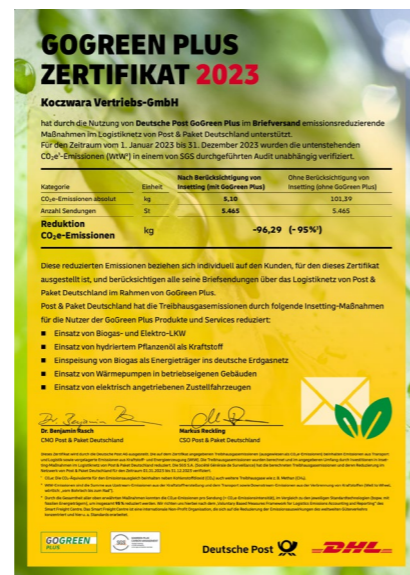 GOGREEN PLUS
ZERTIFIKAT 2023
Koczwara Vertriebs-GmbH
hat durch die Nutzung von Deutsche Post GoGreen Plus im Briefversand emissionsreduzierende
Maßnahmen im Logistiknetz von Post & Paket Deutschland unterstützt.
Für den Zeitraum vom 1. Januar 2023 bis 31. Dezember 2023 wurden die untenstehenden
CO₂e¹-Emissionen (WtW²) in einem von SGS durchgeführten Audit unabhängig verifiziert.
Kategorie Einheit Nach Berücksichtigung von Insetting (mit GoGreen Plus) Ohne Berücksichtigung von Insetting (ohne GoGreen Plus)
CO₂e-Emissionen absolut kg 5,10 101,39
Anzahl Sendungen St 5.465 5.465
Reduktion
CO₂e-Emissionen kg -96,29 (- 95%³)
Diese reduzierten Emissionen beziehen sich individuell auf den Kunden, für den dieses Zertifikat
ausgestellt ist, und berücksichtigen alle seine Briefsendungen über das Logistiknetz von Post &
Paket Deutschland im Rahmen von GoGreen Plus.
Post & Paket Deutschland hat die Treibhausgasemissionen durch folgende Insetting-Maßnahmen
für die Nutzer der GoGreen Plus Produkte und Services reduziert:
■ Einsatz von Biogas- und Elektro-LKW
■ Einsatz von hydriertem Pflanzenöl als Kraftstoff
■ Einspeisung von Biogas als Energieträger ins deutsche Erdgasnetz
■ Einsatz von Wärmepumpen in betriebseigenen Gebäuden
■ Einsatz von elektrisch angetriebenen Zustellfahrzeugen
Dr. Benjamin Rasch
CMO Post & Paket Deutschland
Markus Reckling
CSO Post & Paket Deutschland
GOGREEN
PLUS
Deutsche Post
DHL